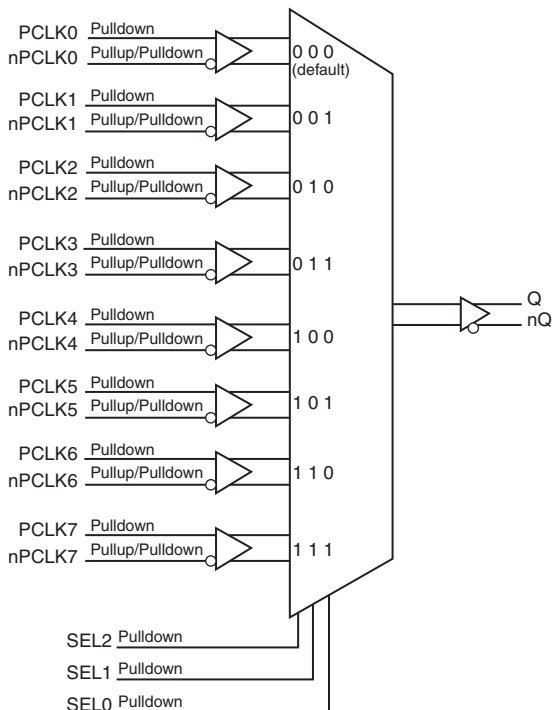 PCLK0 Pulldown
nPCLK0 Pullup/Pulldown
0 0 0
(default)
PCLK1 Pulldown
nPCLK1 Pullup/Pulldown
0 0 1
PCLK2 Pulldown
nPCLK2 Pullup/Pulldown
0 1 0
PCLK3 Pulldown
nPCLK3 Pullup/Pulldown
0 1 1
Q
nQ
PCLK4 Pulldown
nPCLK4 Pullup/Pulldown
1 0 0
PCLK5 Pulldown
nPCLK5 Pullup/Pulldown
1 0 1
PCLK6 Pulldown
nPCLK6 Pullup/Pulldown
1 1 0
PCLK7 Pulldown
nPCLK7 Pullup/Pulldown
1 1 1
SEL2 Pulldown
SEL1 Pulldown
SEL0 Pulldown